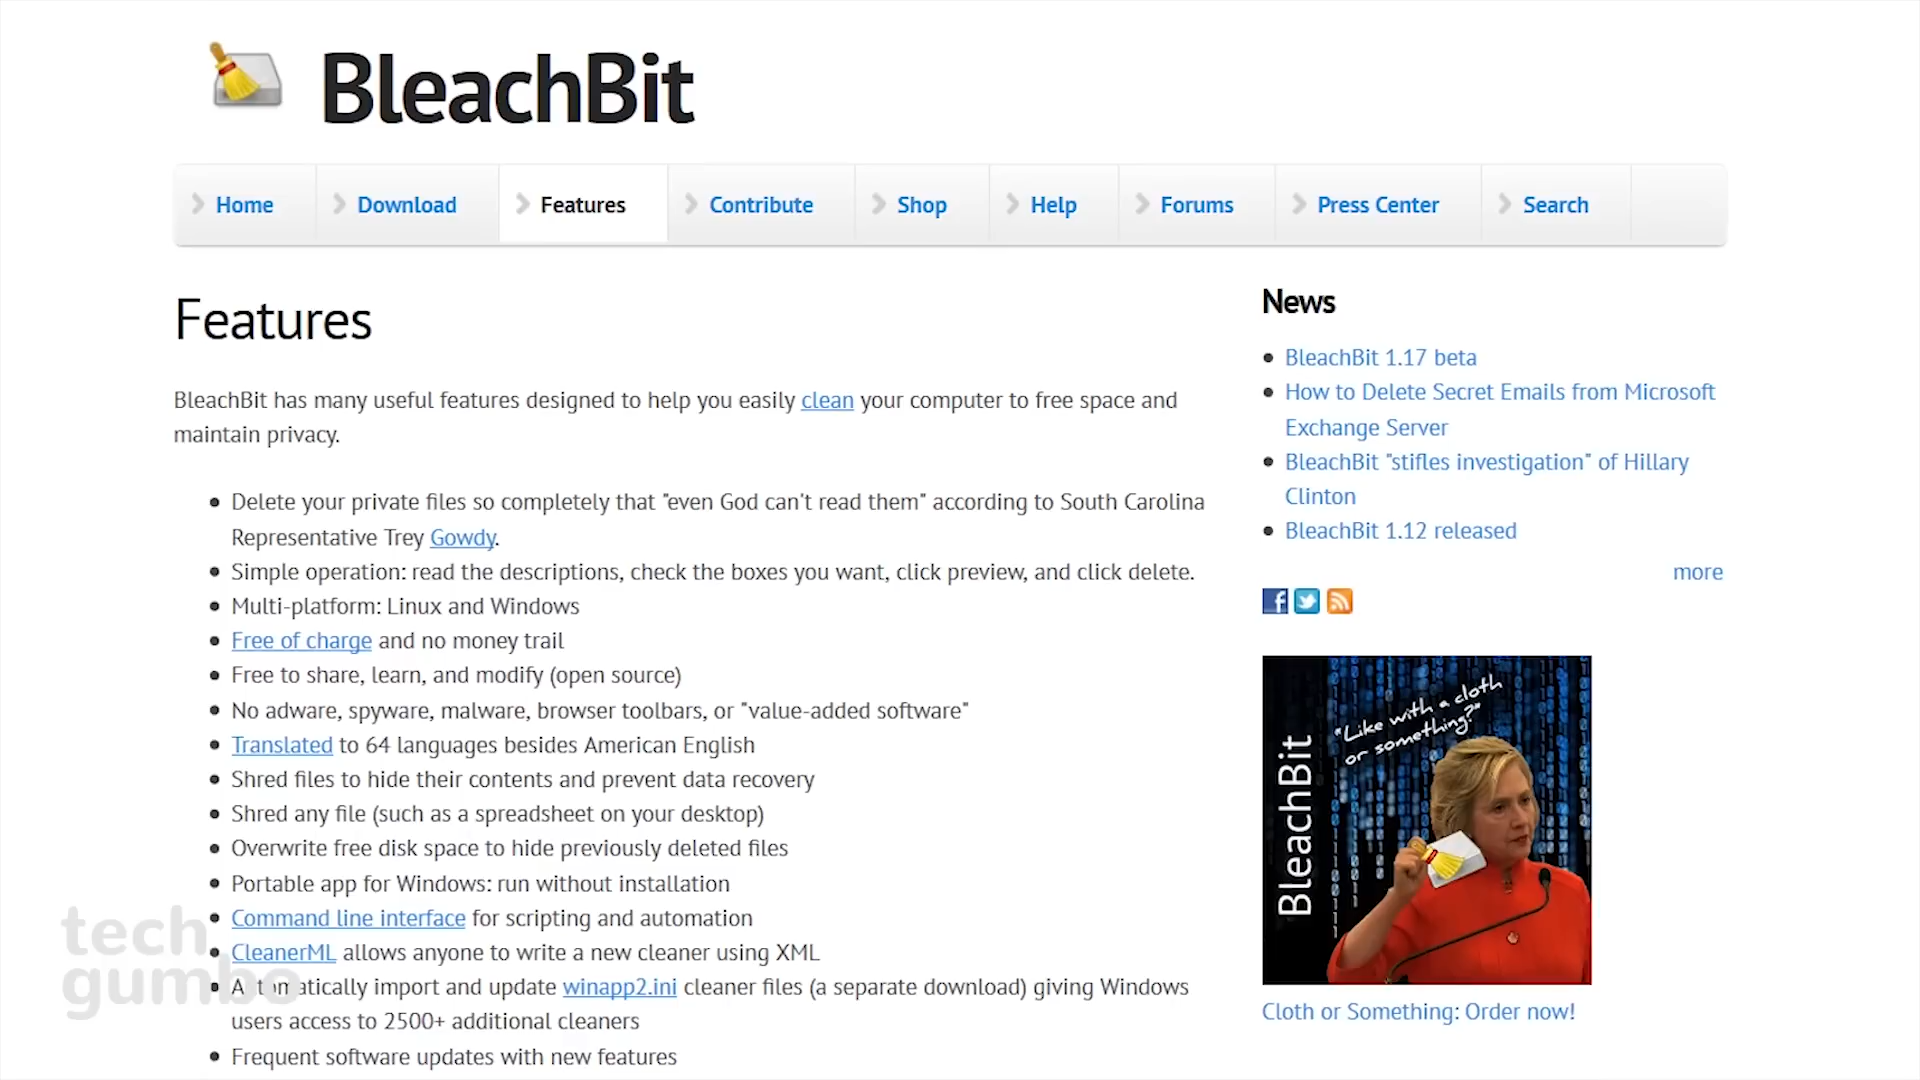 BleachBit
Home
Download
Features
Contribute
Shop
Help
Forums
Press Center
Search
Features
BleachBit has many useful features designed to help you easily clean your computer to free space and
maintain privacy.
Delete your private files so completely that "even God can't read them" according to South Carolina
Representative Trey Gowdy.
Simple operation: read the descriptions, check the boxes you want, click preview, and click delete.
Multi-platform: Linux and Windows
Free of charge and no money trail
Free to share, learn, and modify (open source)
No adware, spyware, malware, browser toolbars, or "value-added software"
Translated to 64 languages besides American English
Shred files to hide their contents and prevent data recovery
Shred any file (such as a spreadsheet on your desktop)
Overwrite free disk space to hide previously deleted files
Portable app for Windows: run without installation
Command line interface for scripting and automation
CleanerML allows anyone to write a new cleaner using XML
Automatically import and update winapp2.ini cleaner files (a separate download) giving Windows
users access to 2500+ additional cleaners
Frequent software updates with new features
News
BleachBit 1.17 beta
How to Delete Secret Emails from Microsoft
Exchange Server
BleachBit "stifles investigation" of Hillary
Clinton
BleachBit 1.12 released
more
"Like with a cloth
or something?"
BleachBit
Cloth or Something: Order now!
tech
gumbo